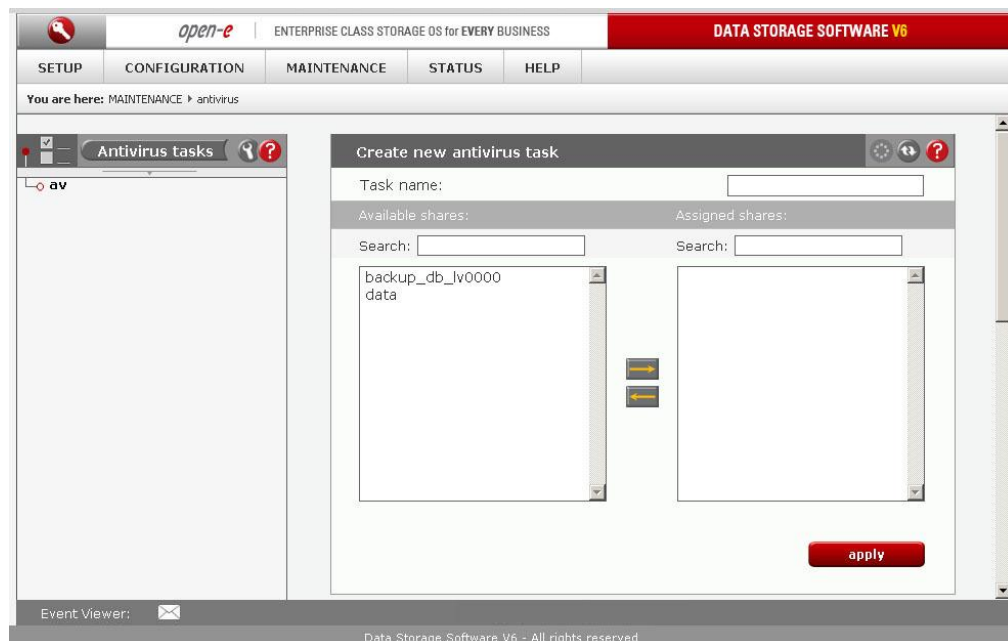 open-e ENTERPRISE CLASS STORAGE OS for EVERY BUSINESS DATA STORAGE SOFTWARE V6
SETUP CONFIGURATION MAINTENANCE STATUS HELP
You are here: MAINTENANCE antivirus
Antivirus tasks ?
av
Create new antivirus task ?
Task name:
Available shares: Assigned shares:
Search: Search:
backup_db_lv0000
data
apply
Event Viewer:
Data Storage Software V6 - All rights reserved